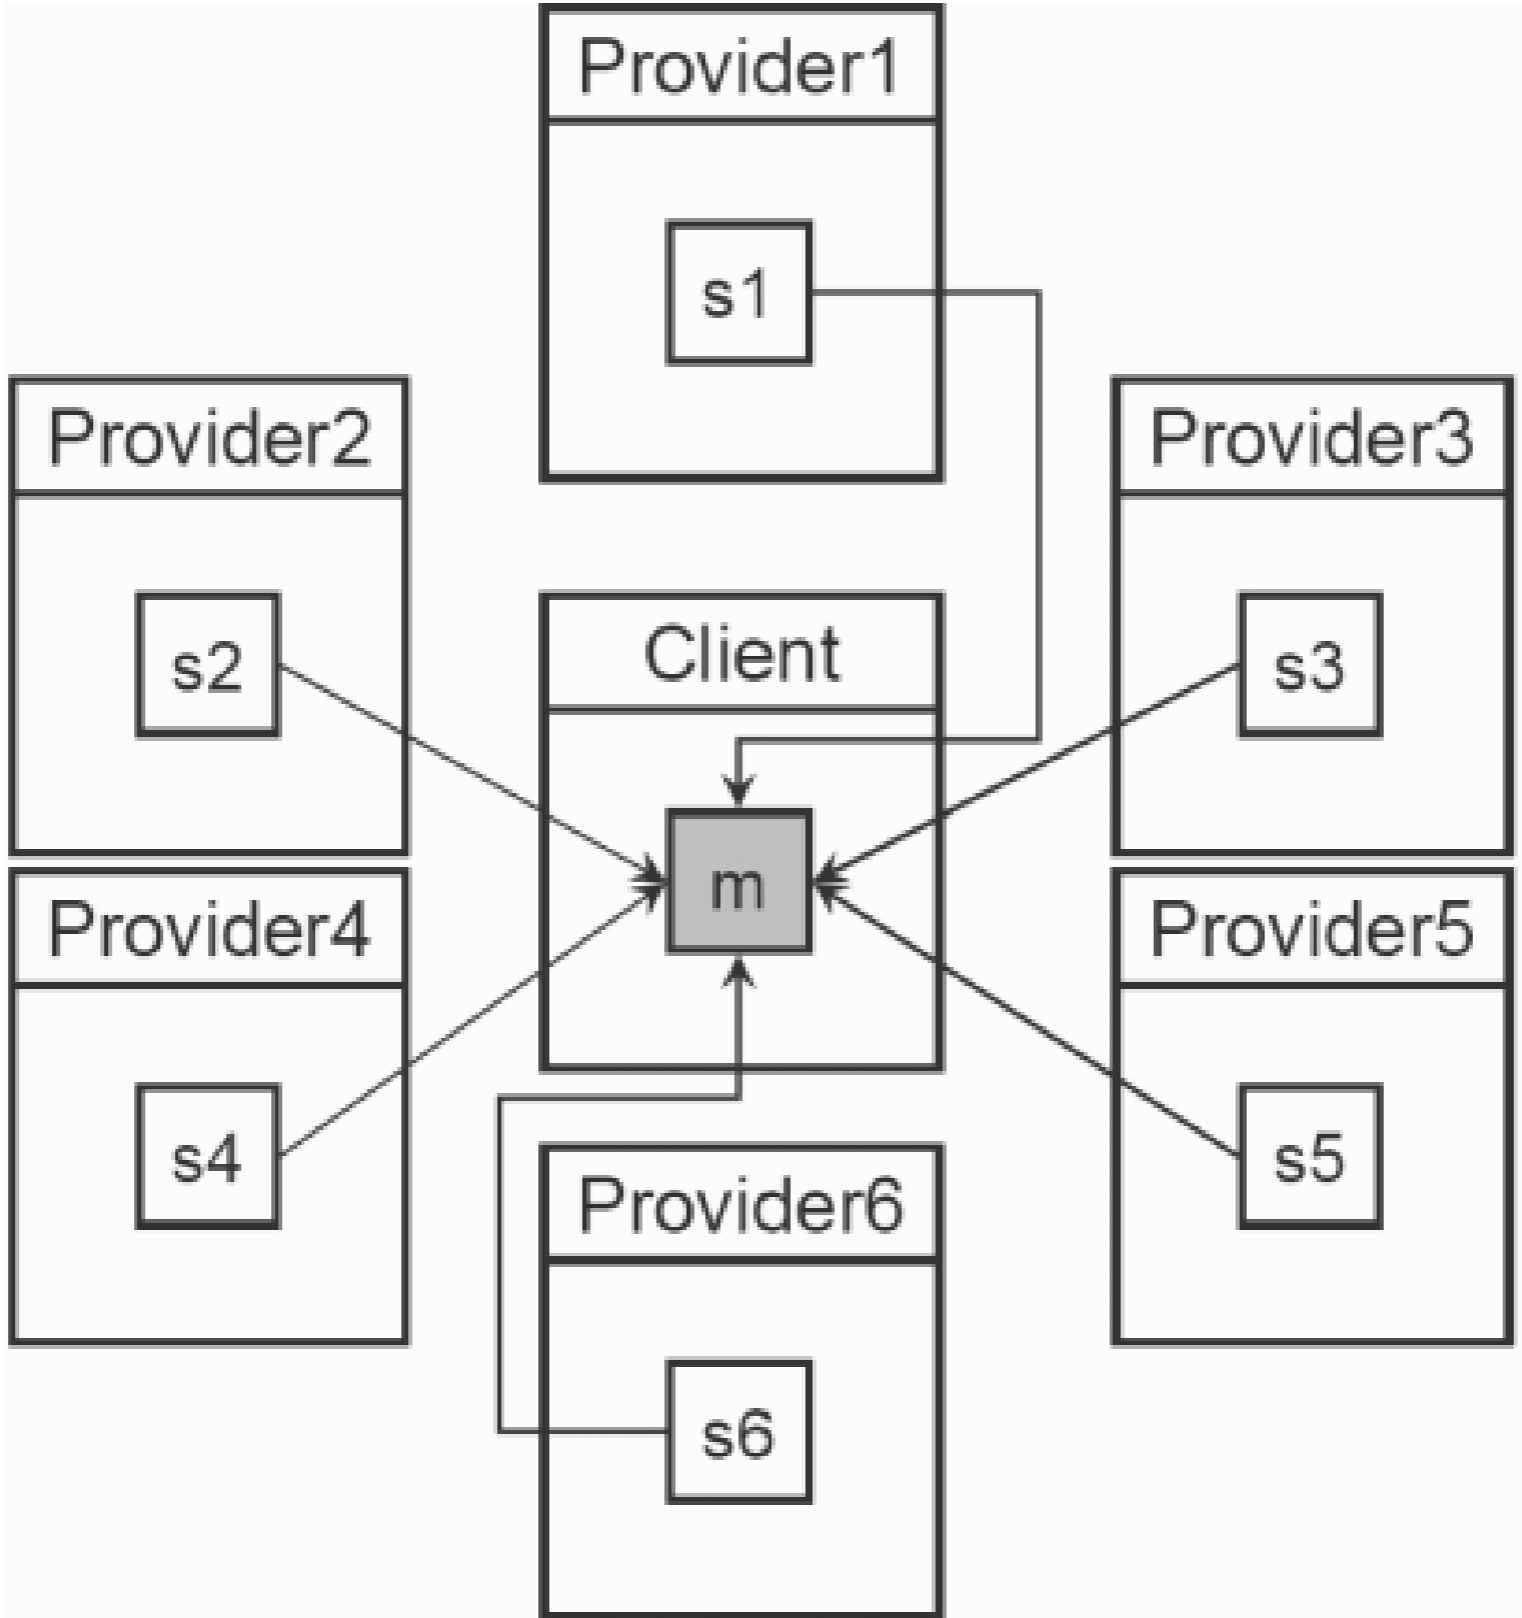 Provider1
s1
Provider2
Provider3
s2
Client
s3
m
Provider4
Provider5
s4
s5
Provider6
s6